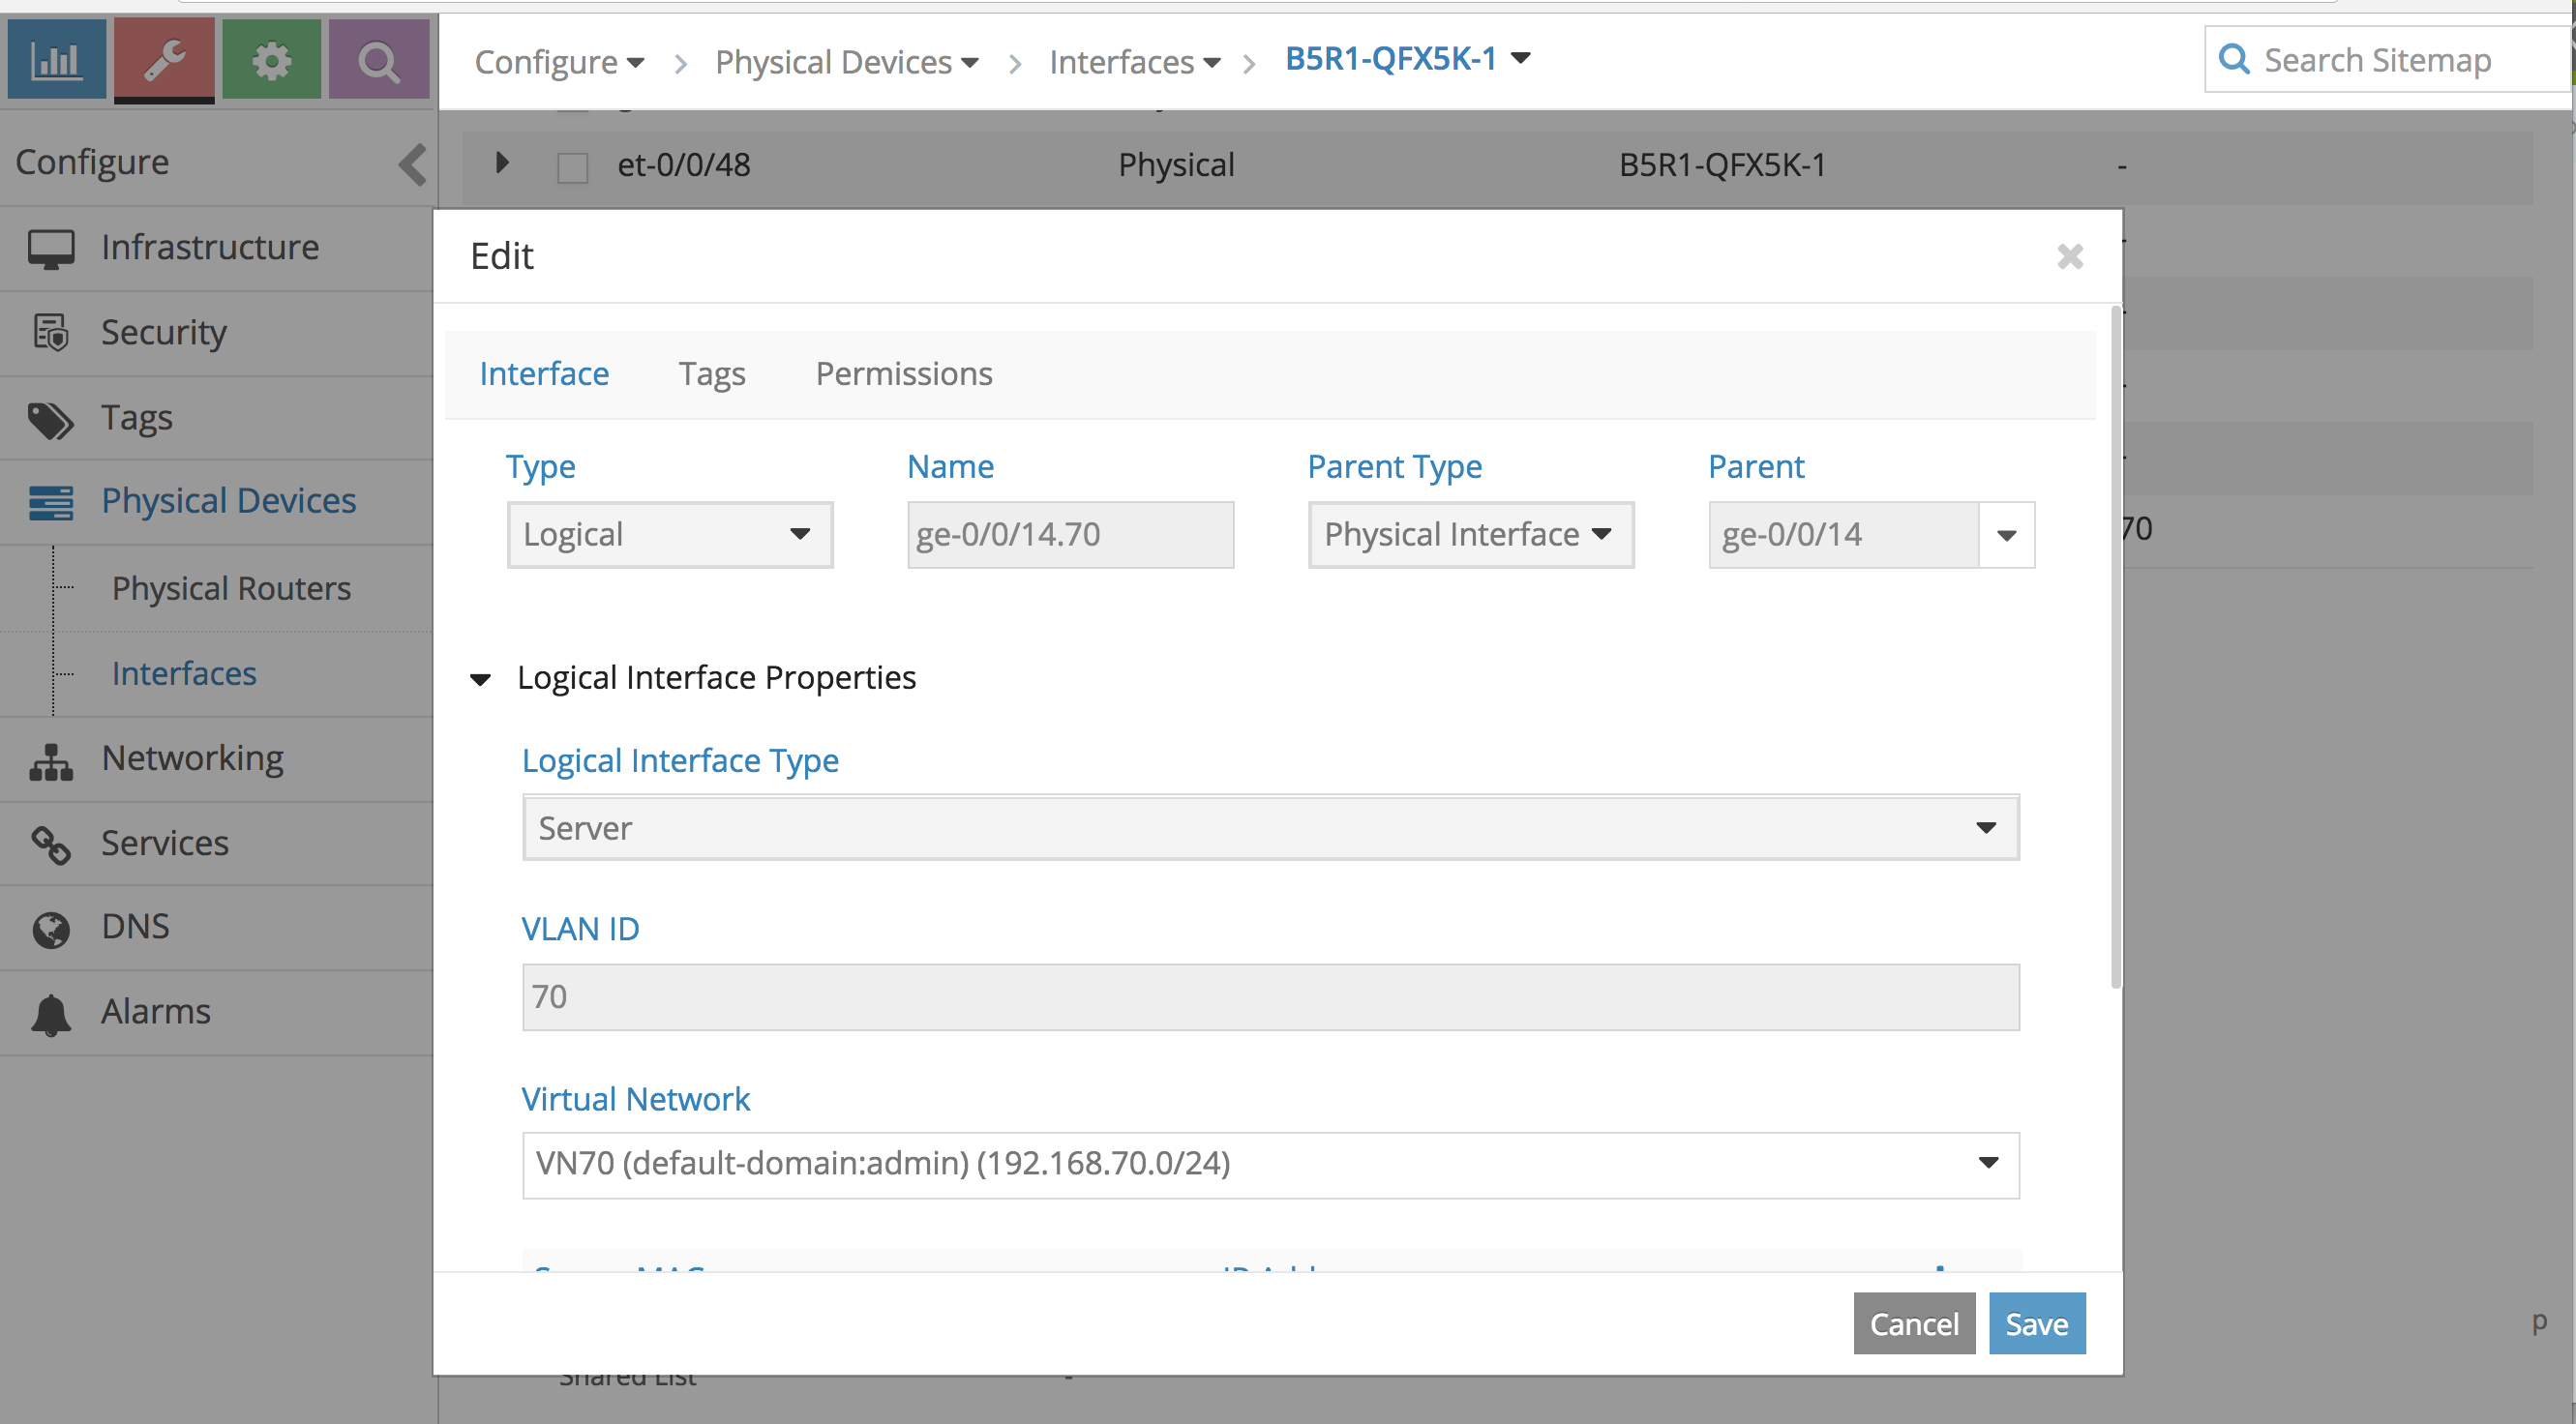 Configure > Physical Devices > Interfaces > B5R1-QFX5K-1
Search Sitemap
Configure
Infrastructure
Security
Tags
Physical Devices
Physical Routers
Interfaces
Networking
Services
DNS
Alarms
et-0/0/48 Physical B5R1-QFX5K-1 -
Edit
Interface Tags Permissions
Type Name Parent Type Parent
Logical ge-0/0/14.70 Physical Interface ge-0/0/14
70
Logical Interface Properties
Logical Interface Type
Server
VLAN ID
70
Virtual Network
VN70 (default-domain:admin) (192.168.70.0/24)
Cancel Save
p
Shared List -